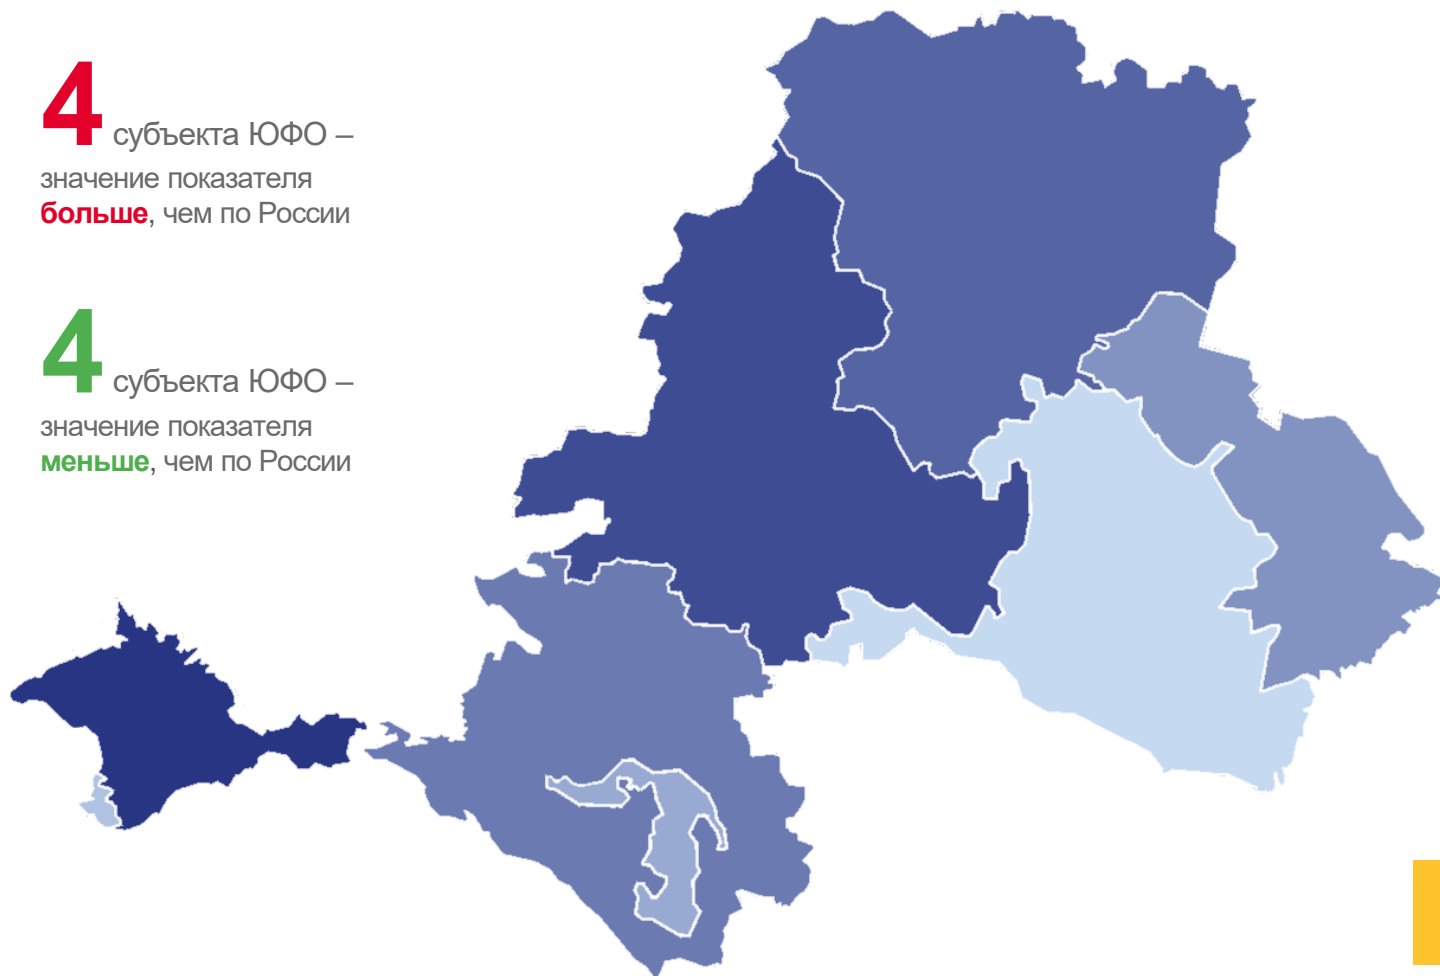 4 субъекта ЮФО –
значение показателя
больше, чем по России
4 субъекта ЮФО –
значение показателя
меньше, чем по России